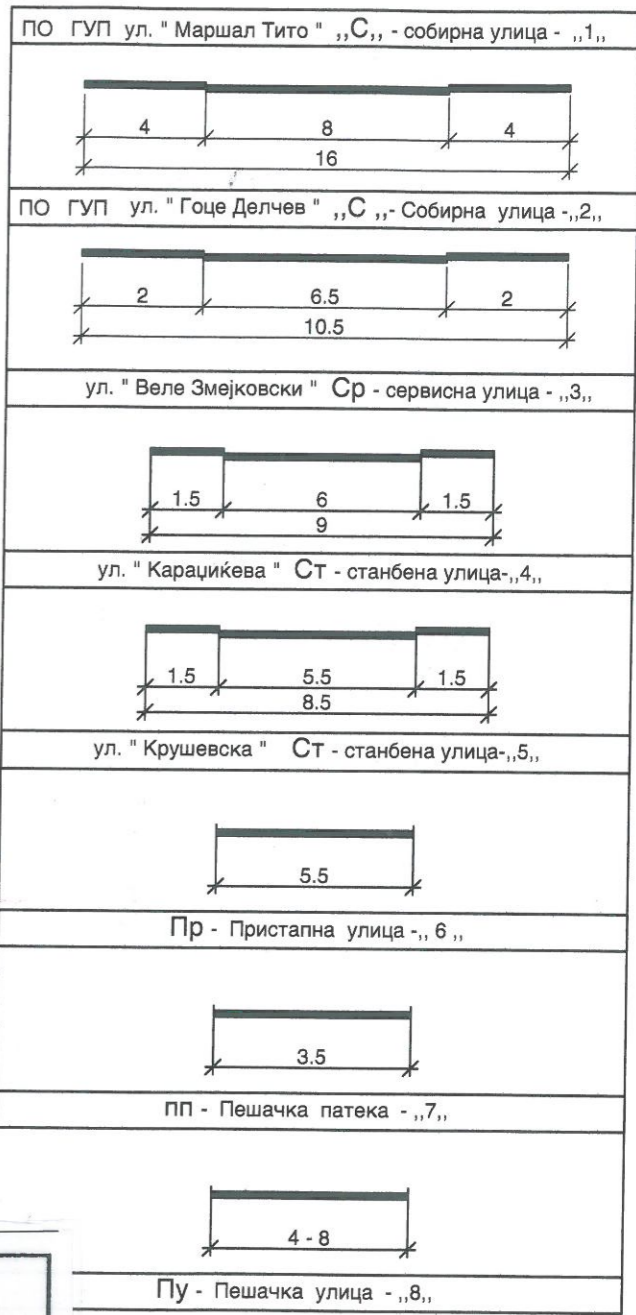 ПО ГУП ул. " Маршал Тито " ,,С,, - собирна улица - ,,1,,
4 8 4
16
ПО ГУП ул. " Гоце Делчев " ,,С ,,- Собирна улица -,,2,,
2 6.5 2
10.5
ул. " Веле Змејковски " Ср - сервисна улица - ,,3,,
1.5 6 1.5
9
ул. " Караџиќева " Ст - станбена улица-,,4,,
1.5 5.5 1.5
8.5
ул. " Крушевска " Ст - станбена улица-,,5,,
5.5
Пр - Пристапна улица -,, 6 ,,
3.5
пп - Пешачка патека - ,,7,,
4 - 8
Пу - Пешачка улица - ,,8,,